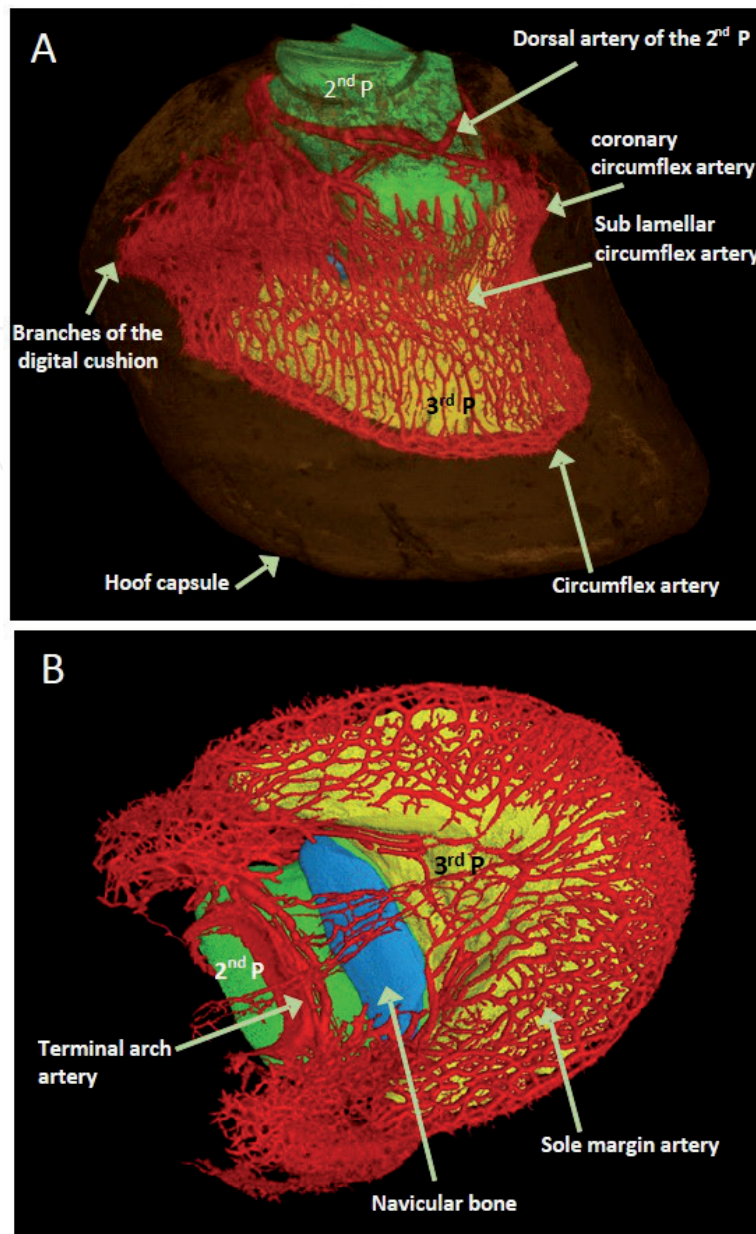 A
Dorsal artery of the 2nd P
2nd P
coronary
circumflex artery
Sub lamellar
circumflex artery
Branches of the
digital cushion
3rd P
Hoof capsule
Circumflex artery
B
3rd P
2nd P
Terminal arch
artery
Sole margin artery
Navicular bone